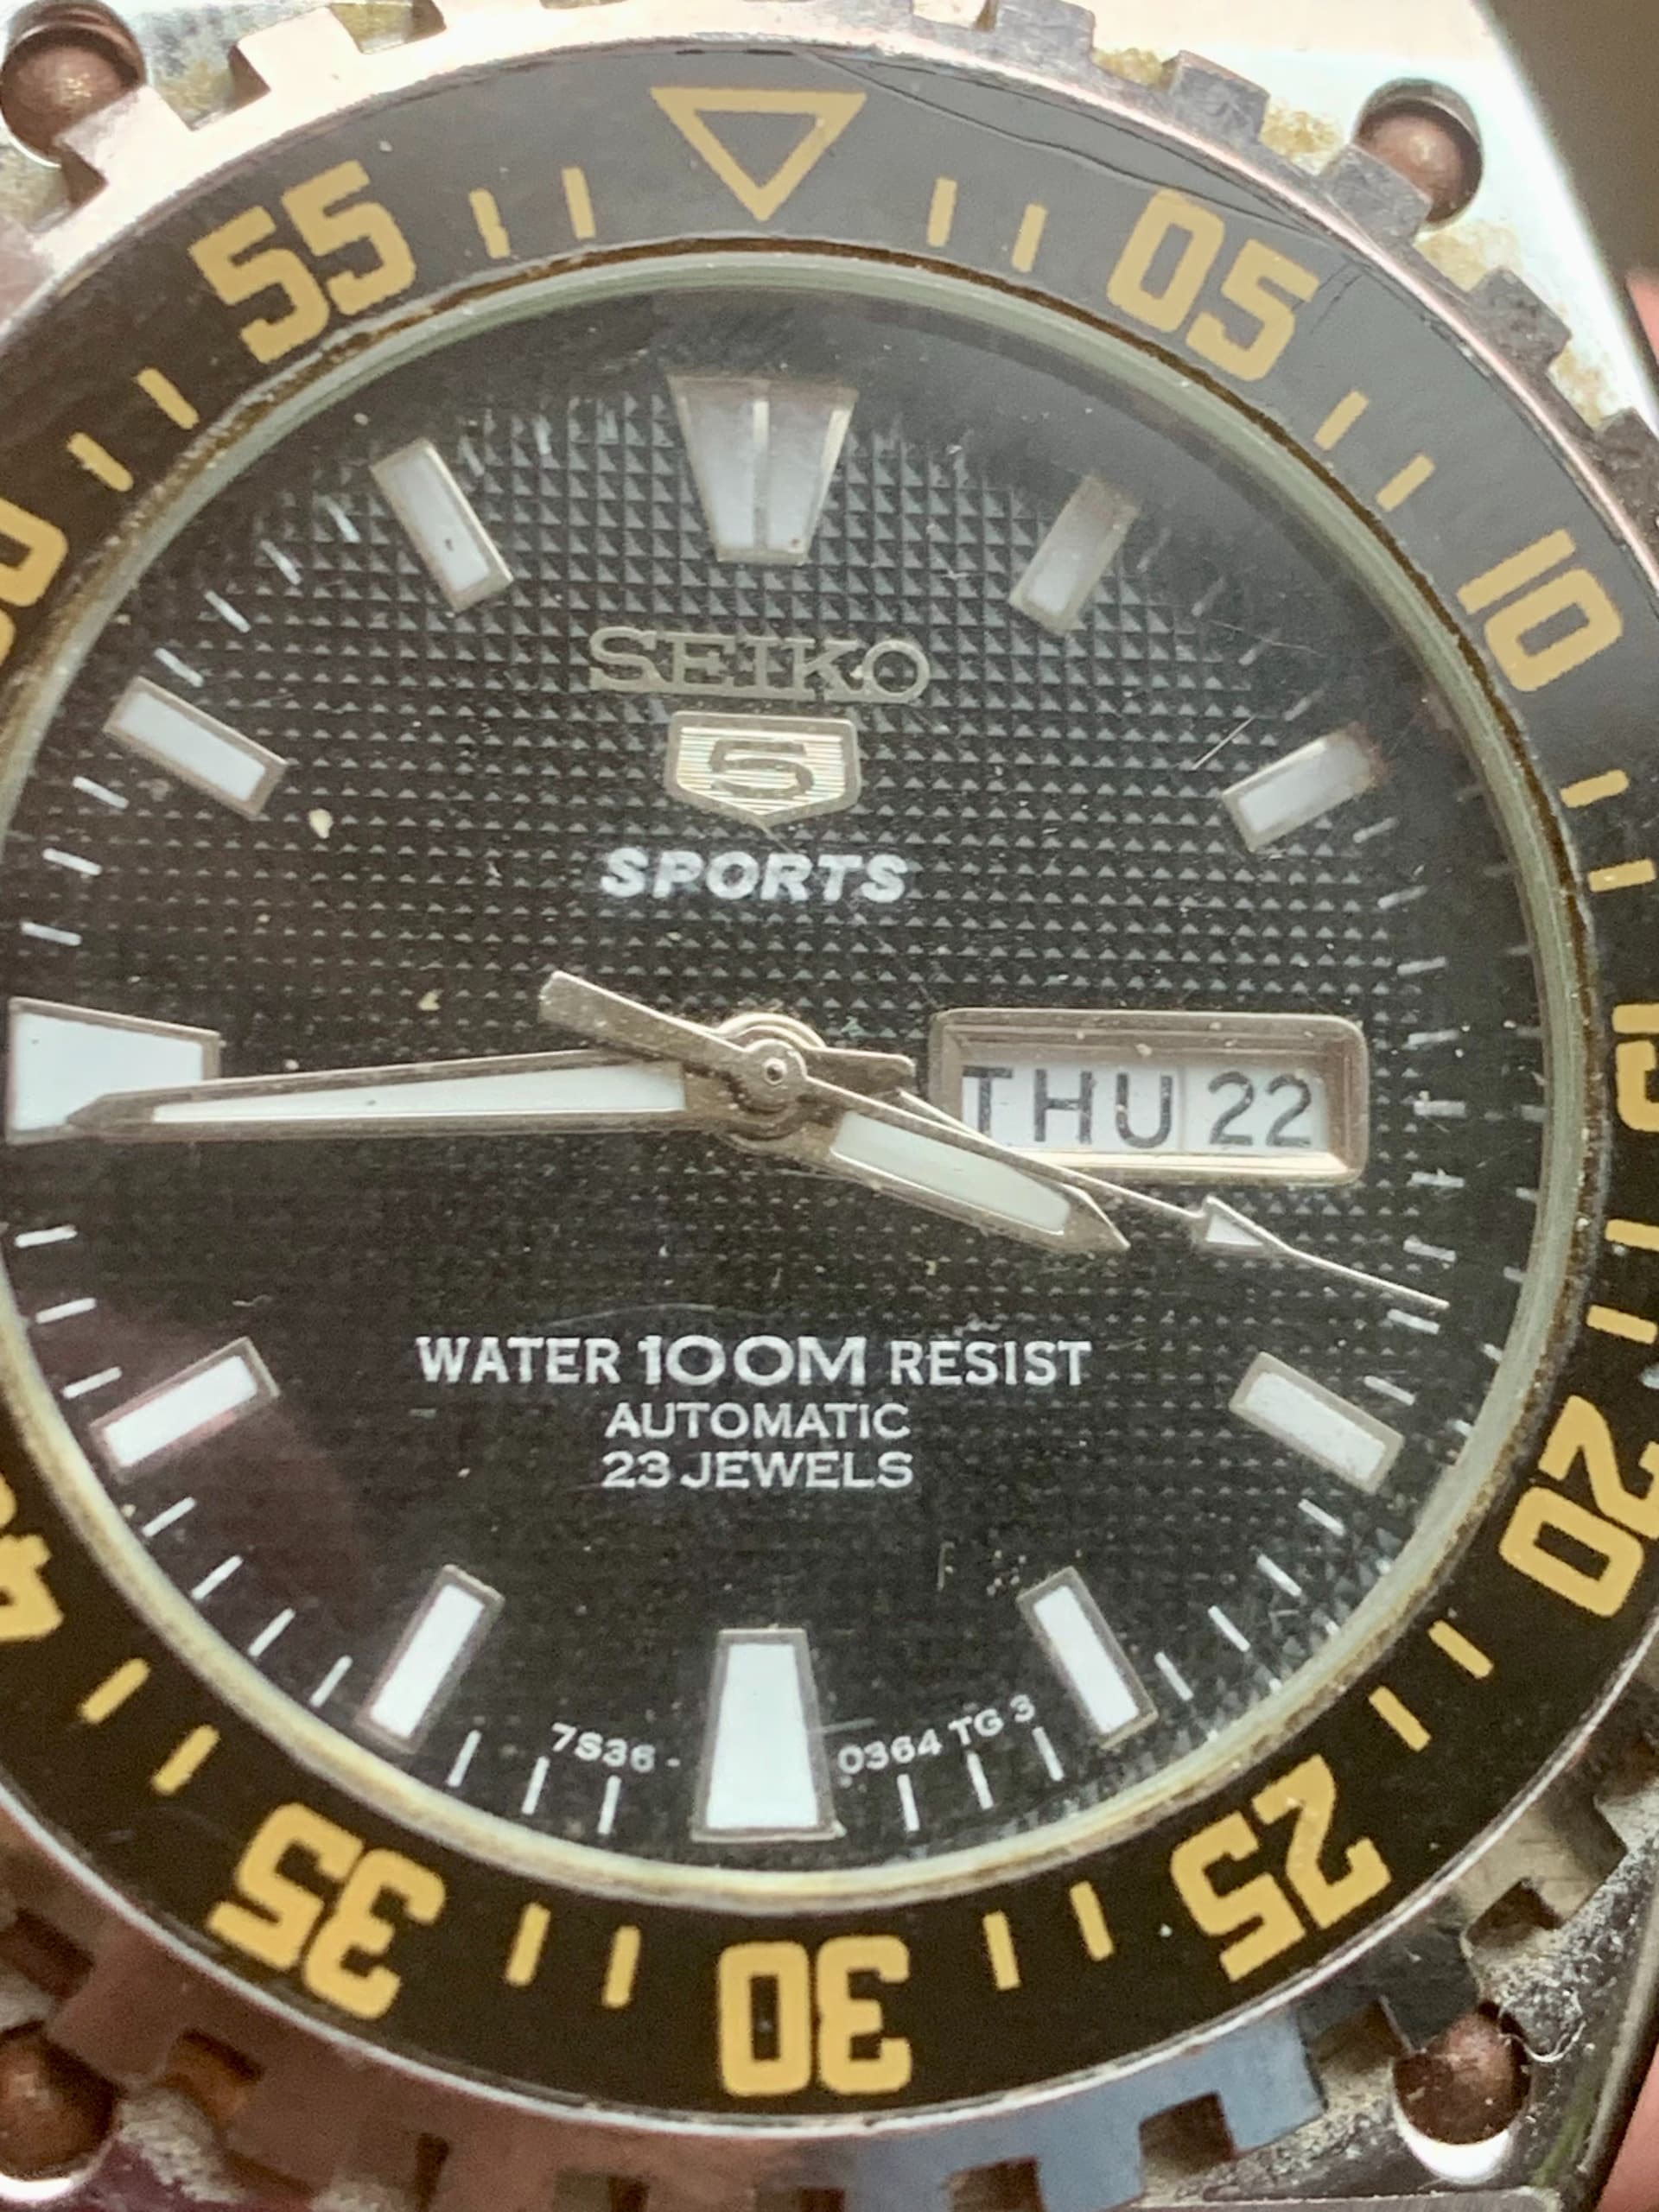 55
05
10
SEIKO
5
SPORTS
THU 22
WATER 100M RESIST
AUTOMATIC
23 JEWELS
20
7S36-0364 TG 3
25
35
30